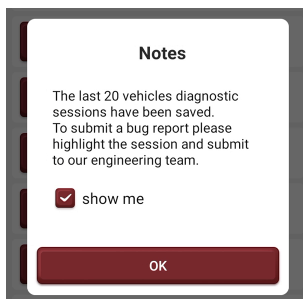 Notes
The last 20 vehicles diagnostic
sessions have been saved.
To submit a bug report please
highlight the session and submit
to our engineering team.
show me
OK